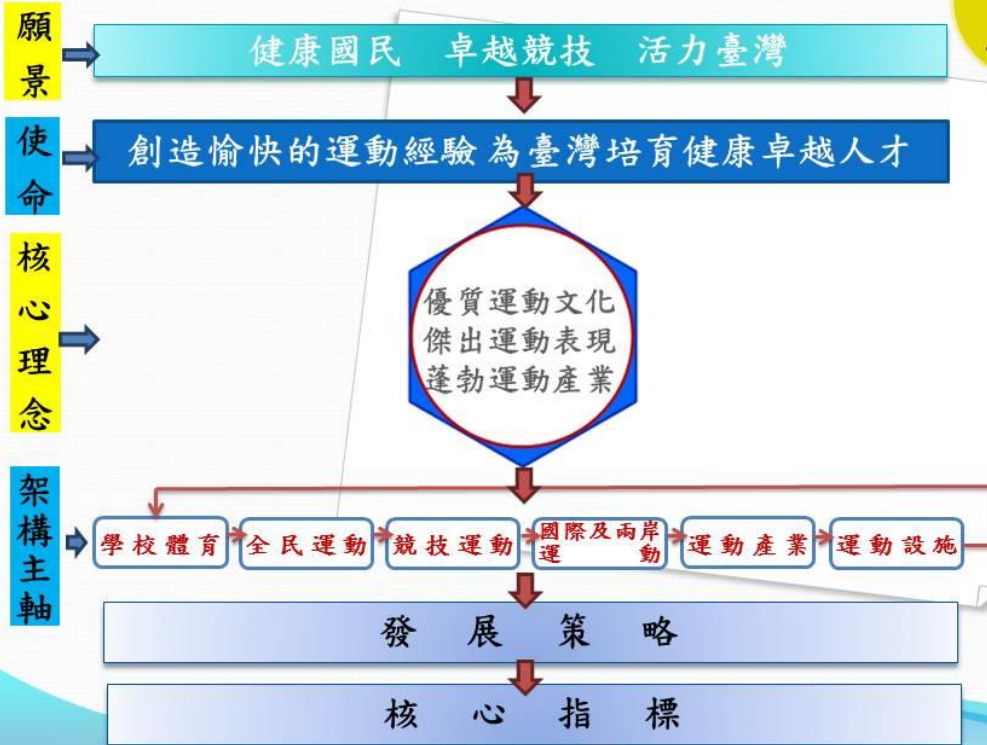 願景
健康國民 卓越競技 活力臺灣
使命
創造愉快的運動經驗 為臺灣培育健康卓越人才
核心理念
優質運動文化
傑出運動表現
蓬勃運動產業
架構主軸
學校體育
全民運動
競技運動
國際及兩岸
運動
運動產業
運動設施
發展策略
核心指標